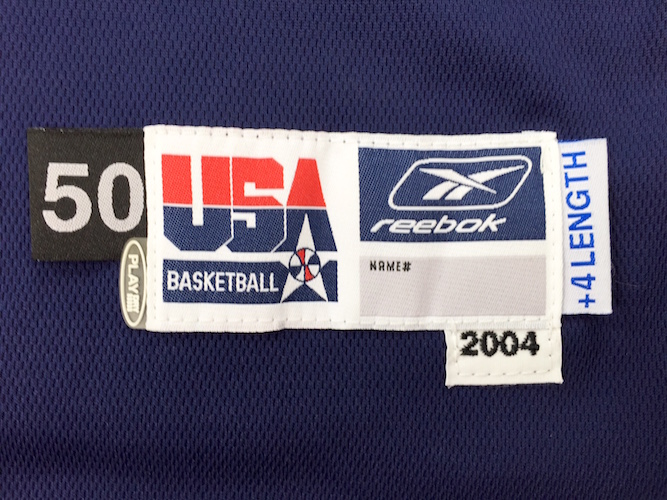 50
USA
BASKETBALL
reebok
NAME#
PLAY
+4 LENGTH
2004